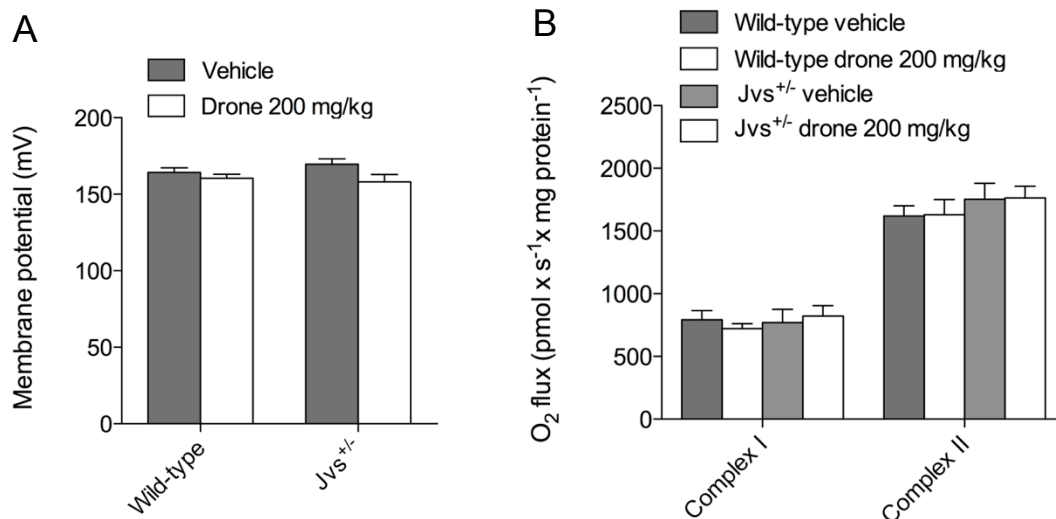 A
Vehicle
Drone 200 mg/kg
Membrane potential (mV)
200
150
100
50
0
Wild-type
Jvs+/-
B
Wild-type vehicle
Wild-type drone 200 mg/kg
Jvs+/- vehicle
Jvs+/- drone 200 mg/kg
O2 flux (pmol x s-1x mg protein-1)
2500
2000
1500
1000
500
0
Complex I
Complex II